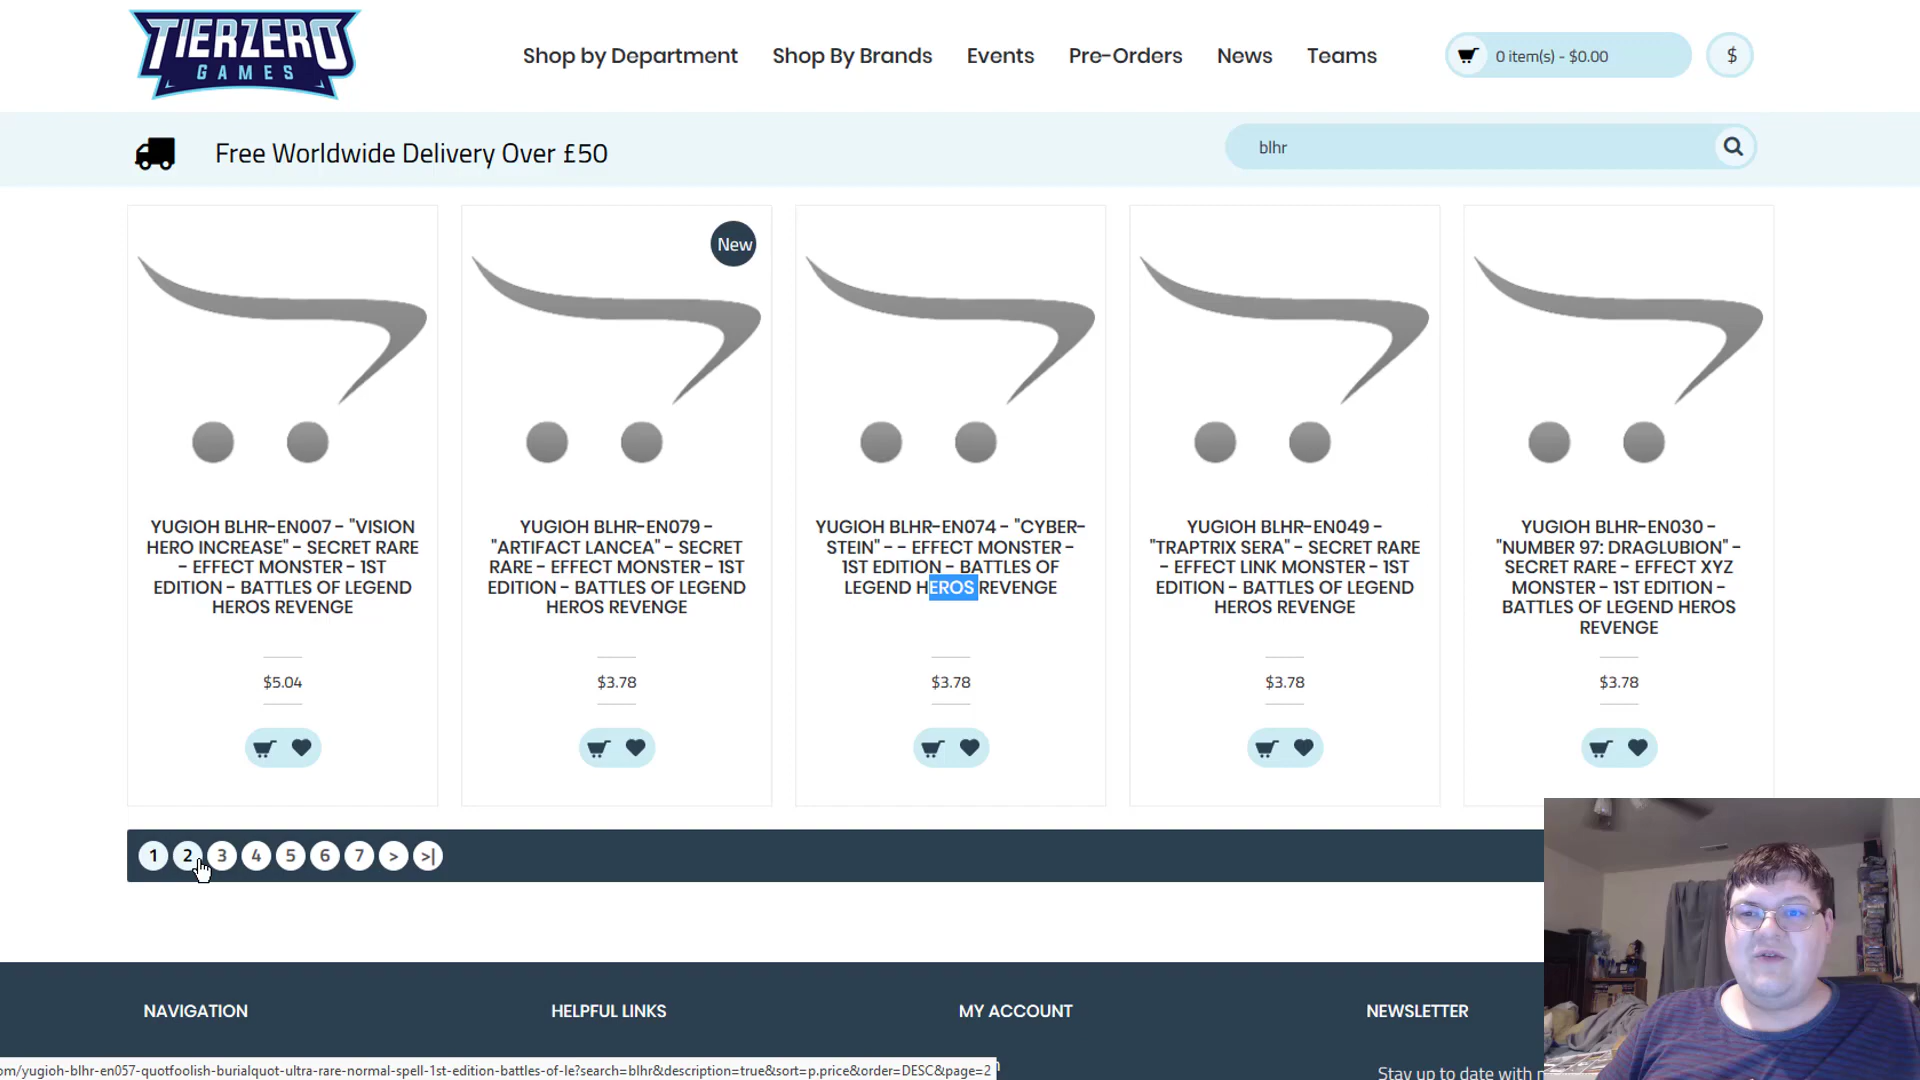 TIERZERO
GAMES
Shop by Department
Shop By Brands
Events
Pre-Orders
News
Teams
0 item(s) - $0.00
$
Free Worldwide Delivery Over £50
blhr
New
YUGIOH BLHR-EN007 - "VISION
HERO INCREASE" - SECRET RARE
- EFFECT MONSTER - 1ST
EDITION - BATTLES OF LEGEND
HEROS REVENGE
$5.04
YUGIOH BLHR-EN079 -
"ARTIFACT LANCEA" - SECRET
RARE - EFFECT MONSTER - 1ST
EDITION - BATTLES OF LEGEND
HEROS REVENGE
$3.78
YUGIOH BLHR-EN074 - "CYBER-
STEIN" - - EFFECT MONSTER -
1ST EDITION - BATTLES OF
LEGEND HEROS REVENGE
$3.78
YUGIOH BLHR-EN049 -
"TRAPTRIX SERA" - SECRET RARE
- EFFECT LINK MONSTER - 1ST
EDITION - BATTLES OF LEGEND
HEROS REVENGE
$3.78
YUGIOH BLHR-EN030 -
"NUMBER 97: DRAGLUBION" -
SECRET RARE - EFFECT XYZ
MONSTER - 1ST EDITION -
BATTLES OF LEGEND HEROS
REVENGE
$3.78
1 2 3 4 5 6 7 > >|
NAVIGATION
HELPFUL LINKS
MY ACCOUNT
NEWSLETTER
Stay up to date with
om/yugioh-blhr-en057-quotfoolish-burialquot-ultra-rare-normal-spell-1st-edition-battles-of-le?search=blhr&description=true&sort=p.price&order=DESC&page=2